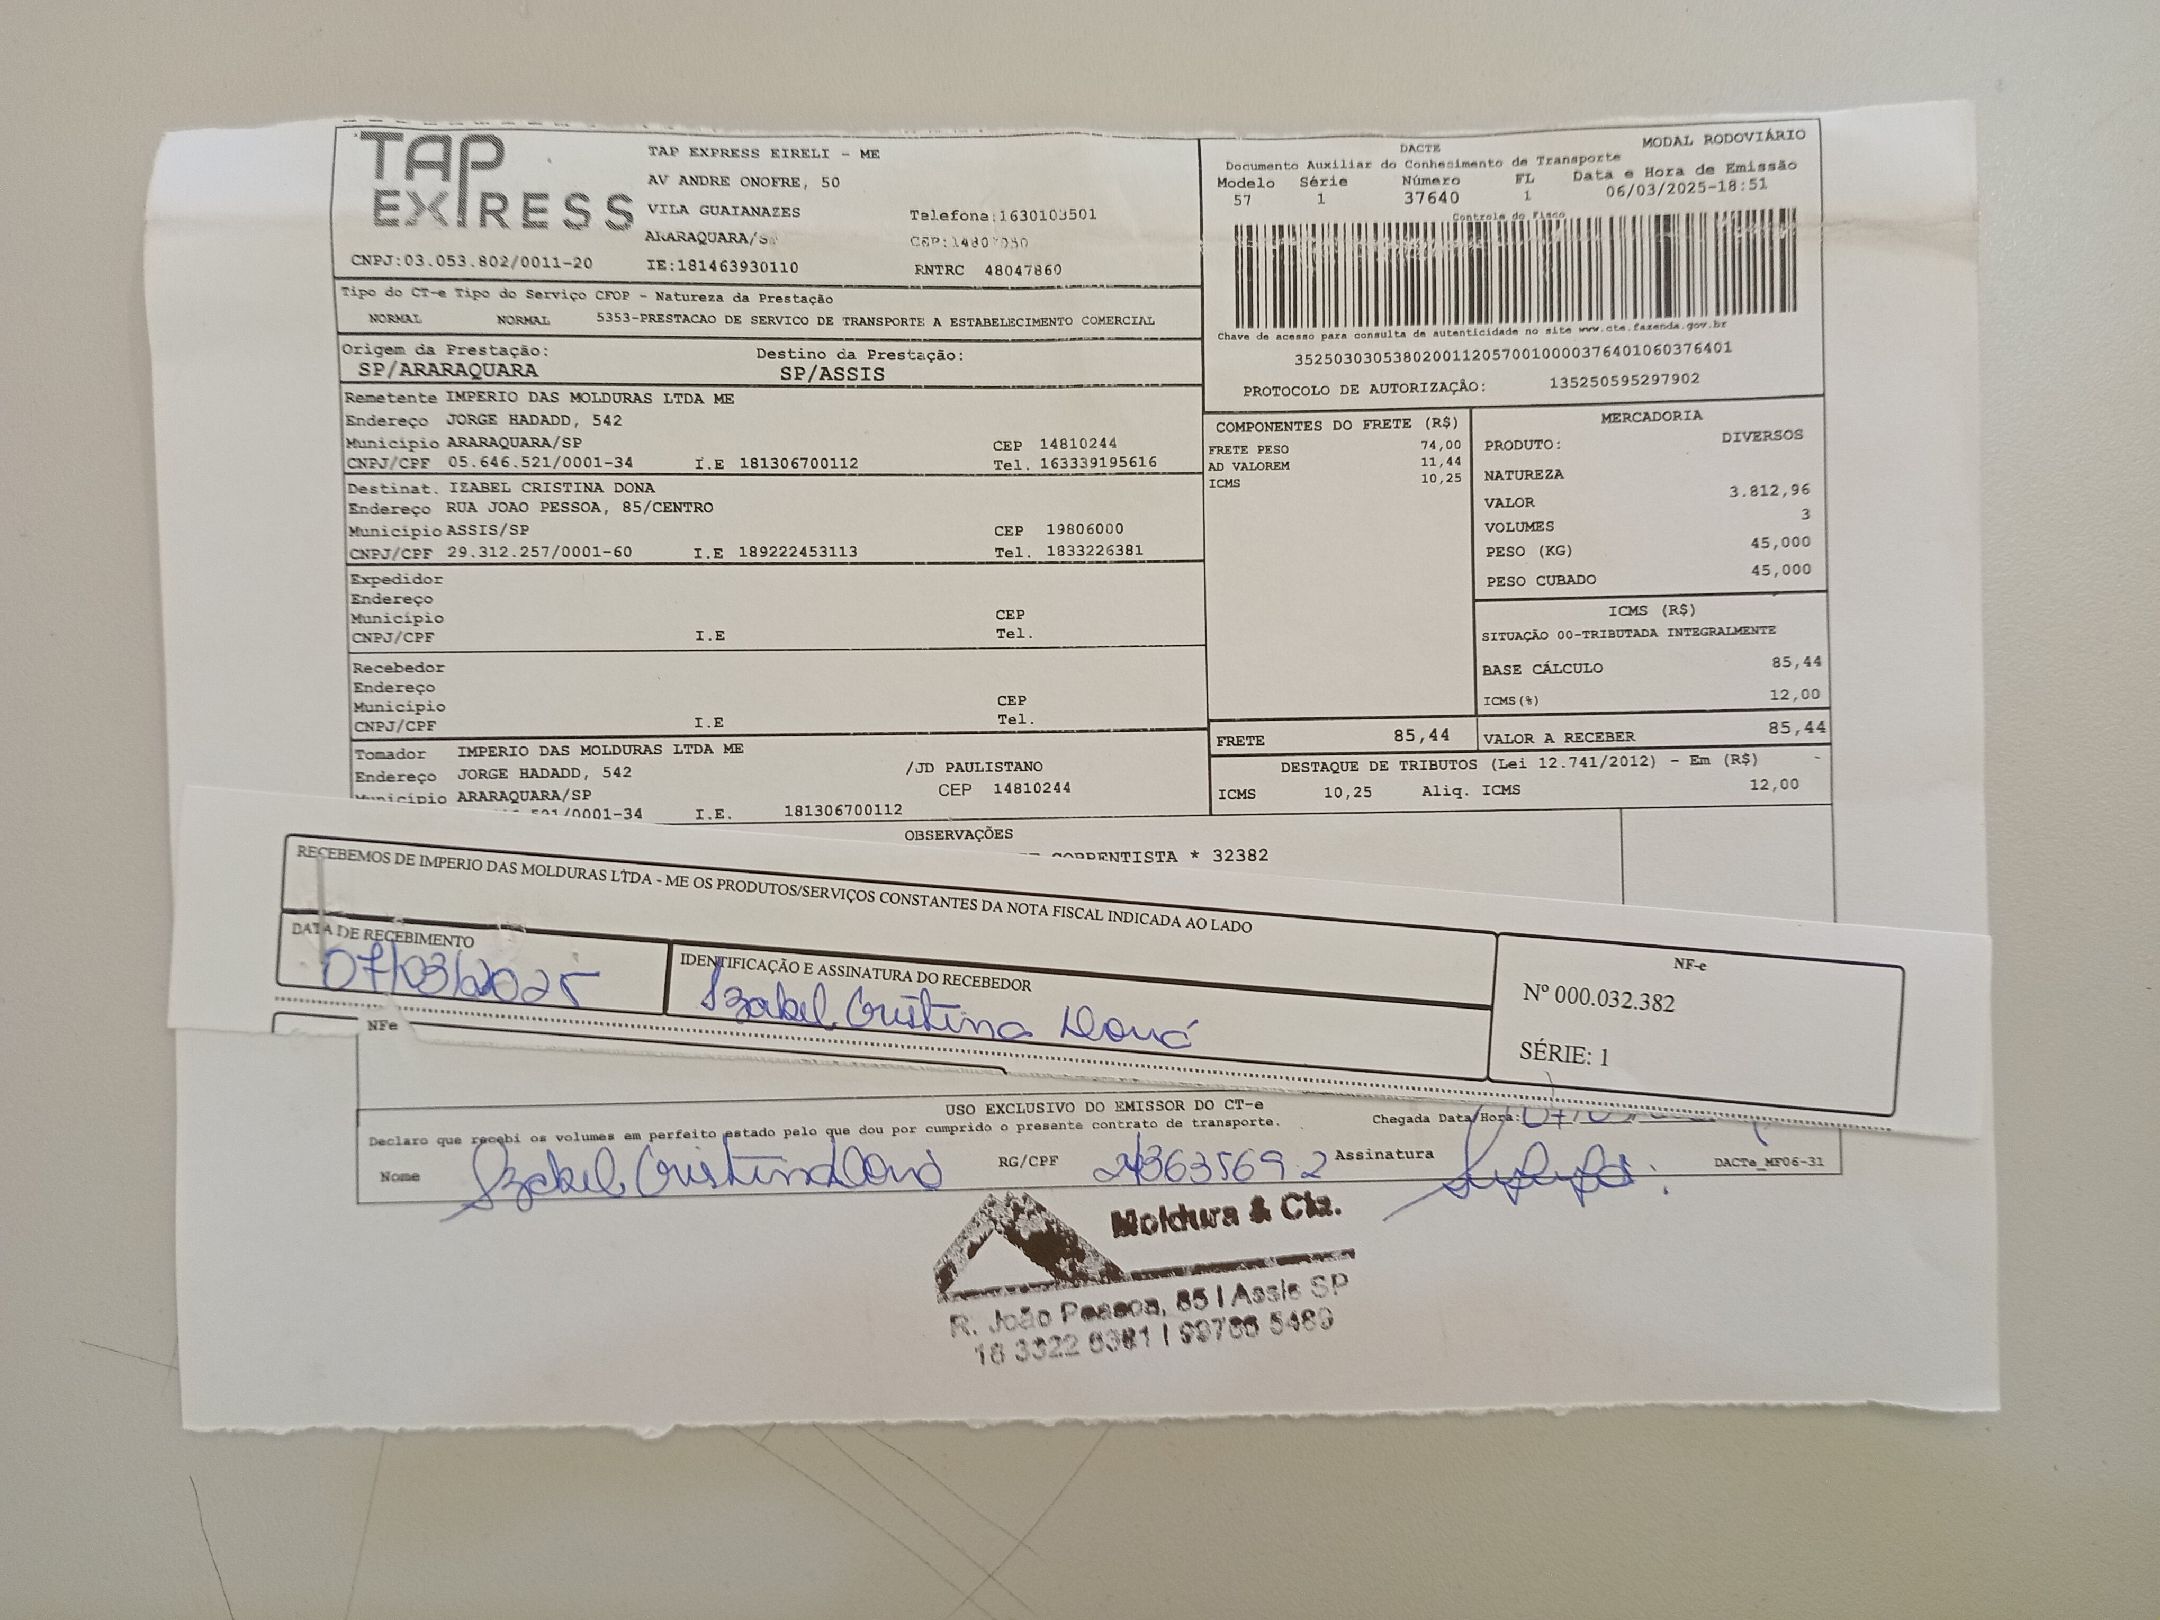 TAP EXPRESS
TAP EXPRESS EIRELI - ME
AV ANDRE ONOFRE, 50
VILA GUAIANAZES
Telefone:1630103501
ARARAQUARA/S
CNPJ:03.053.802/0011-20
IE:181463930110
RNTRC 48047860
DACTE
MODAL RODOVIÁRIO
Documento Auxiliar do Conhecimento de Transporte
Modelo Série Número FL Data e Hora de Emissão
57 1 37640 1 06/03/2025-18:51
Controle do Fisco
Chave de acesso para consulta de autenticidade no site www.cte.fazenda.gov.br
35250303053802001120570010000376401060376401
PROTOCOLO DE AUTORIZAÇÃO: 135250595297902
Tipo do CT-e Tipo do Serviço CFOP - Natureza da Prestação
NORMAL NORMAL 5353-PRESTACAO DE SERVICO DE TRANSPORTE A ESTABELECIMENTO COMERCIAL
Origem da Prestação: Destino da Prestação:
SP/ARARAQUARA SP/ASSIS
Remetente IMPERIO DAS MOLDURAS LTDA ME
Endereço JORGE HADADD, 542
Município ARARAQUARA/SP CEP 14810244
CNPJ/CPF 05.646.521/0001-34 I.E 181306700112 Tel. 163339195616
Destinat. IZABEL CRISTINA DONA
Endereço RUA JOAO PESSOA, 85/CENTRO
Município ASSIS/SP CEP 19806000
CNPJ/CPF 29.312.257/0001-60 I.E 189222453113 Tel. 1833226381
Expedidor
Endereço
Município CEP
CNPJ/CPF I.E Tel.
Recebedor
Endereço
Município CEP
CNPJ/CPF I.E Tel.
Tomador IMPERIO DAS MOLDURAS LTDA ME
Endereço JORGE HADADD, 542 /JD PAULISTANO
Município ARARAQUARA/SP CEP 14810244
521/0001-34 I.E. 181306700112
COMPONENTES DO FRETE (R$)
FRETE PESO 74,00
AD VALOREM 11,44
ICMS 10,25
MERCADORIA
PRODUTO: DIVERSOS
NATUREZA
VALOR 3.812,96
VOLUMES 3
PESO (KG) 45,000
PESO CUBADO 45,000
ICMS (R$)
SITUAÇÃO 00-TRIBUTADA INTEGRALMENTE
BASE CÁLCULO 85,44
ICMS(%) 12,00
FRETE 85,44 VALOR A RECEBER 85,44
DESTAQUE DE TRIBUTOS (Lei 12.741/2012) - Em (R$)
ICMS 10,25 Aliq. ICMS 12,00
OBSERVAÇÕES
CORRENTISTA * 32382
RECEBEMOS DE IMPERIO DAS MOLDURAS LTDA - ME OS PRODUTOS/SERVIÇOS CONSTANTES DA NOTA FISCAL INDICADA AO LADO
DATA DE RECEBIMENTO
07/03/2025
IDENTIFICAÇÃO E ASSINATURA DO RECEBEDOR
Izabel Cristina Doná
NF-e
Nº 000.032.382
SÉRIE: 1
NFe
USO EXCLUSIVO DO EMISSOR DO CT-e
Chegada Data/Hora:
Declaro que recebi os volumes em perfeito estado pelo que dou por cumprido o presente contrato de transporte.
Nome Izabel Cristina Doná RG/CPF 24363569 2 Assinatura
DACTe_MF06-31
Moldura & Cia.
R. João Pessoa, 85 | Assis SP
18 3322 6381 | 99766 5489